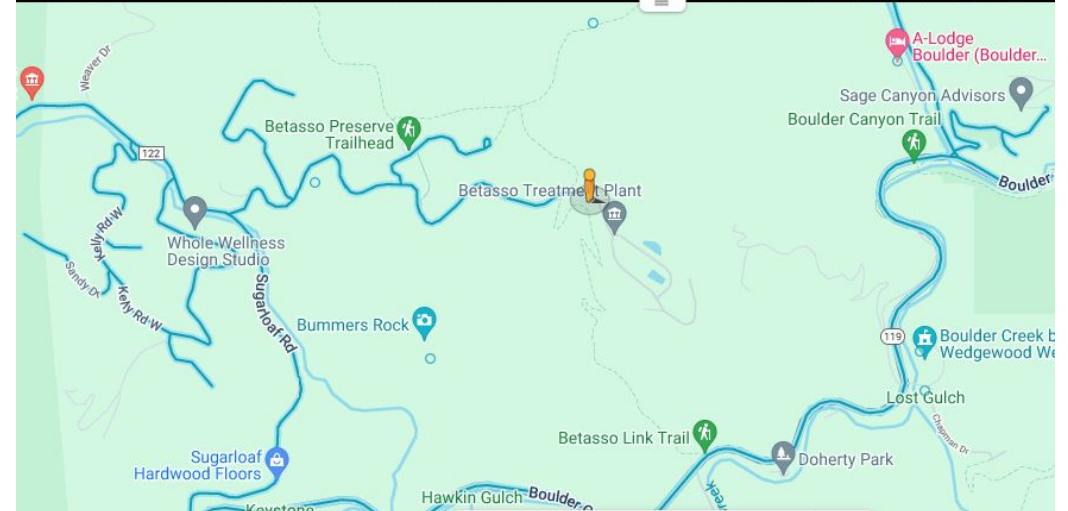 A-Lodge
Boulder (Boulder...
Weaver Dr
Sage Canyon Advisors
Boulder Canyon Trail
Betasso Preserve
Trailhead
122
Boulder
Betasso Treatment Plant
Kelly Rd W
Whole Wellness
Design Studio
Sandy Dr
Kelly Rd W
Sugarloaf Rd
Bummers Rock
119
Boulder Creek b
Wedgewood We
Lost Gulch
Chapman Dr
Betasso Link Trail
Doherty Park
Sugarloaf
Hardwood Floors
Hawkin Gulch
Boulder C
reek
Keystone